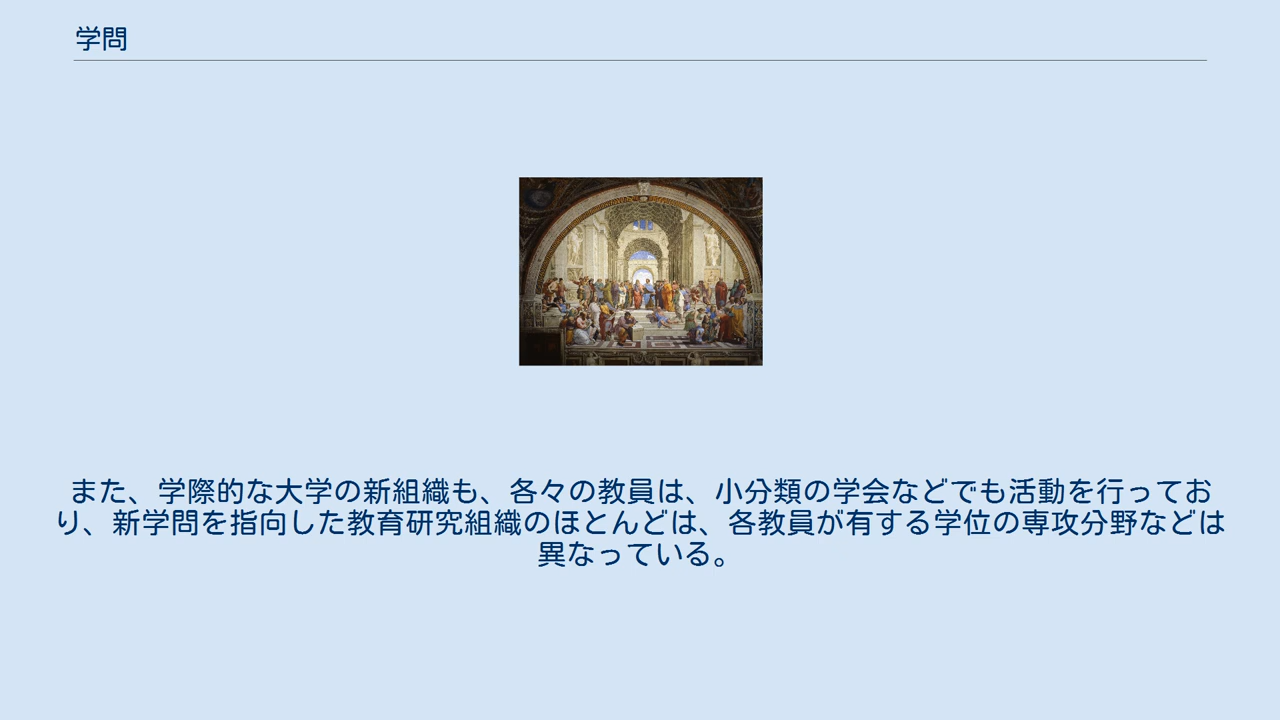 学問
また、学際的な大学の新組織も、各々の教員は、小分類の学会などでも活動を行ってお
り、新学問を指向した教育研究組織のほとんどは、各教員が有する学位の専攻分野などは
異なっている。